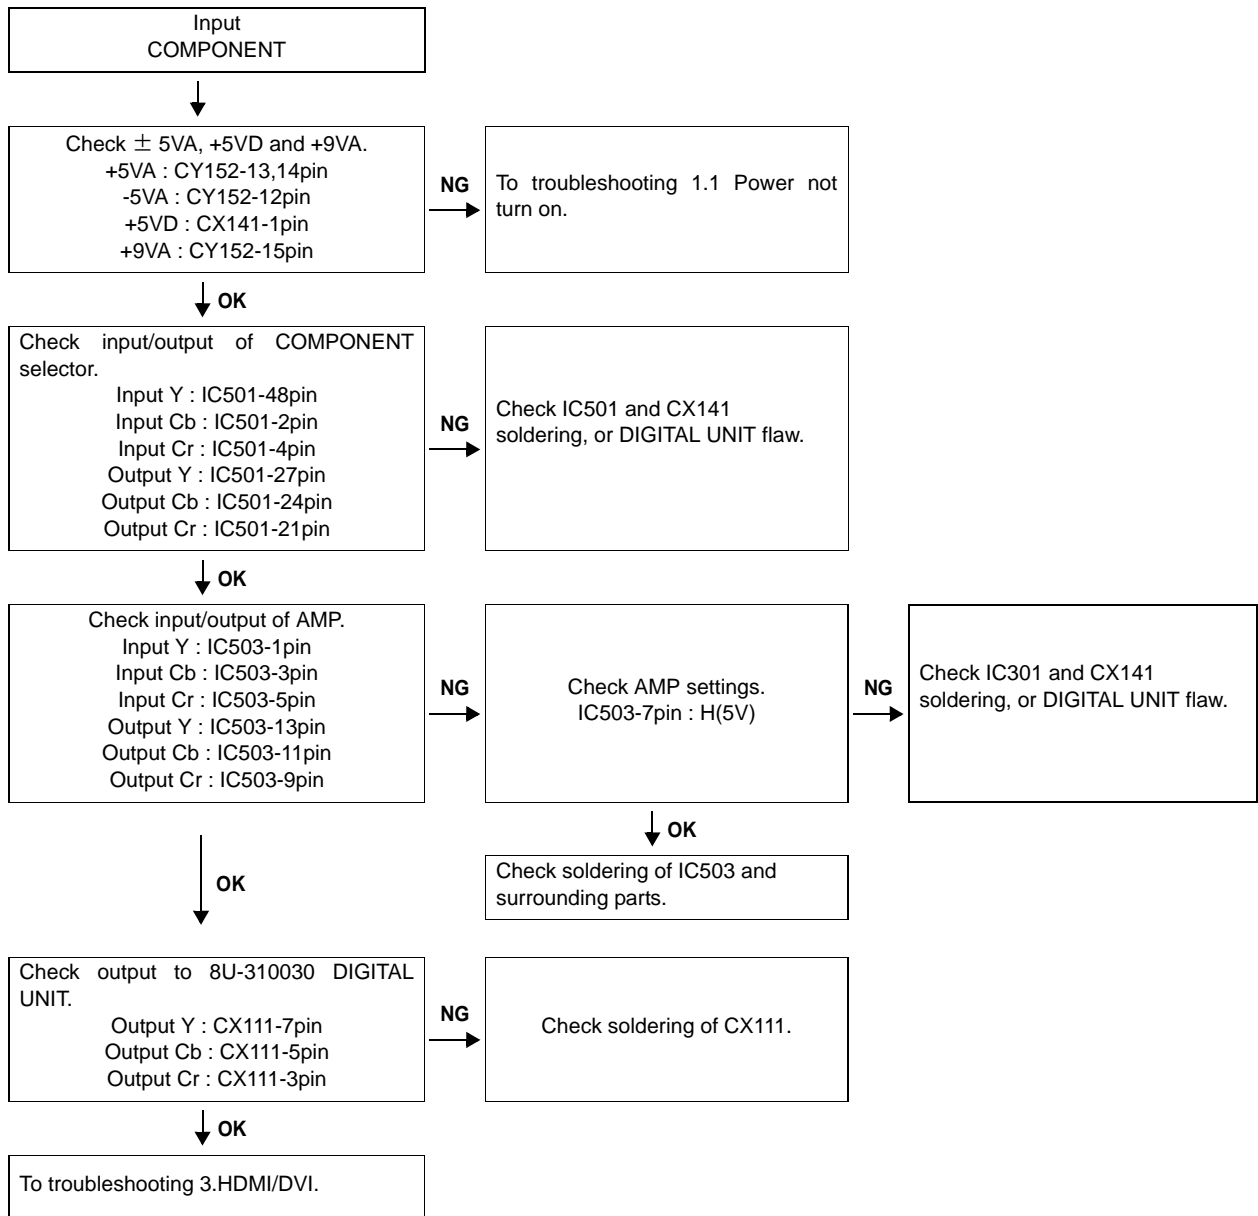 Input
COMPONENT
Check ± 5VA, +5VD and +9VA.
+5VA : CY152-13,14pin
-5VA : CY152-12pin
+5VD : CX141-1pin
+9VA : CY152-15pin
NG
To troubleshooting 1.1 Power not
turn on.
OK
Check input/output of COMPONENT
selector.
Input Y : IC501-48pin
Input Cb : IC501-2pin
Input Cr : IC501-4pin
Output Y : IC501-27pin
Output Cb : IC501-24pin
Output Cr : IC501-21pin
NG
Check IC501 and CX141
soldering, or DIGITAL UNIT flaw.
OK
Check input/output of AMP.
Input Y : IC503-1pin
Input Cb : IC503-3pin
Input Cr : IC503-5pin
Output Y : IC503-13pin
Output Cb : IC503-11pin
Output Cr : IC503-9pin
NG
Check AMP settings.
IC503-7pin : H(5V)
NG
Check IC301 and CX141
soldering, or DIGITAL UNIT flaw.
OK
Check soldering of IC503 and
surrounding parts.
OK
Check output to 8U-310030 DIGITAL
UNIT.
Output Y : CX111-7pin
Output Cb : CX111-5pin
Output Cr : CX111-3pin
NG
Check soldering of CX111.
OK
To troubleshooting 3.HDMI/DVI.